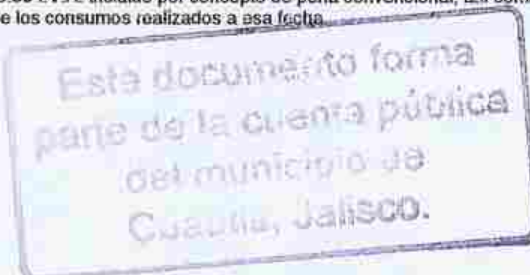 I.V.A. incluido por concepto de pena convencional, así com
e los consumos realizados a esa fecha
Este documento forma
parte de la cuenta pública
del municipio de
Cuautla, Jalisco.